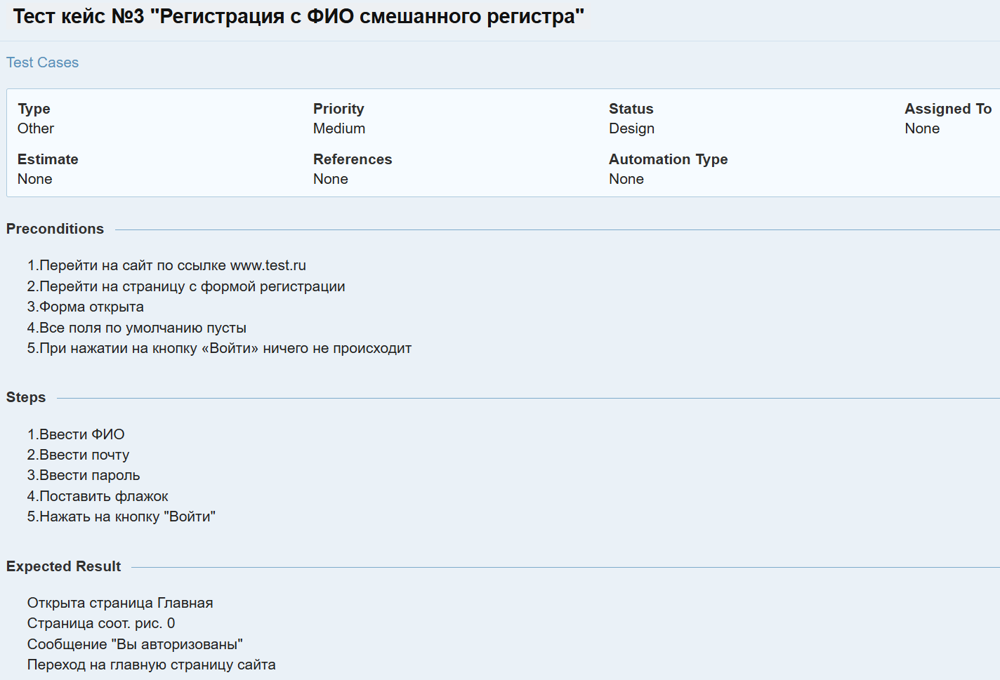 Тест кейс №3 "Регистрация с ФИО смешанного регистра"
Test Cases
Type Priority Status Assigned To
Other Medium Design None
Estimate References Automation Type
None None None
Preconditions
1.Перейти на сайт по ссылке www.test.ru
2.Перейти на страницу с формой регистрации
3.Форма открыта
4.Все поля по умолчанию пусты
5.При нажатии на кнопку «Войти» ничего не происходит
Steps
1.Ввести ФИО
2.Ввести почту
3.Ввести пароль
4.Поставить флажок
5.Нажать на кнопку "Войти"
Expected Result
Открыта страница Главная
Страница соот. рис. 0
Сообщение "Вы авторизованы"
Переход на главную страницу сайта